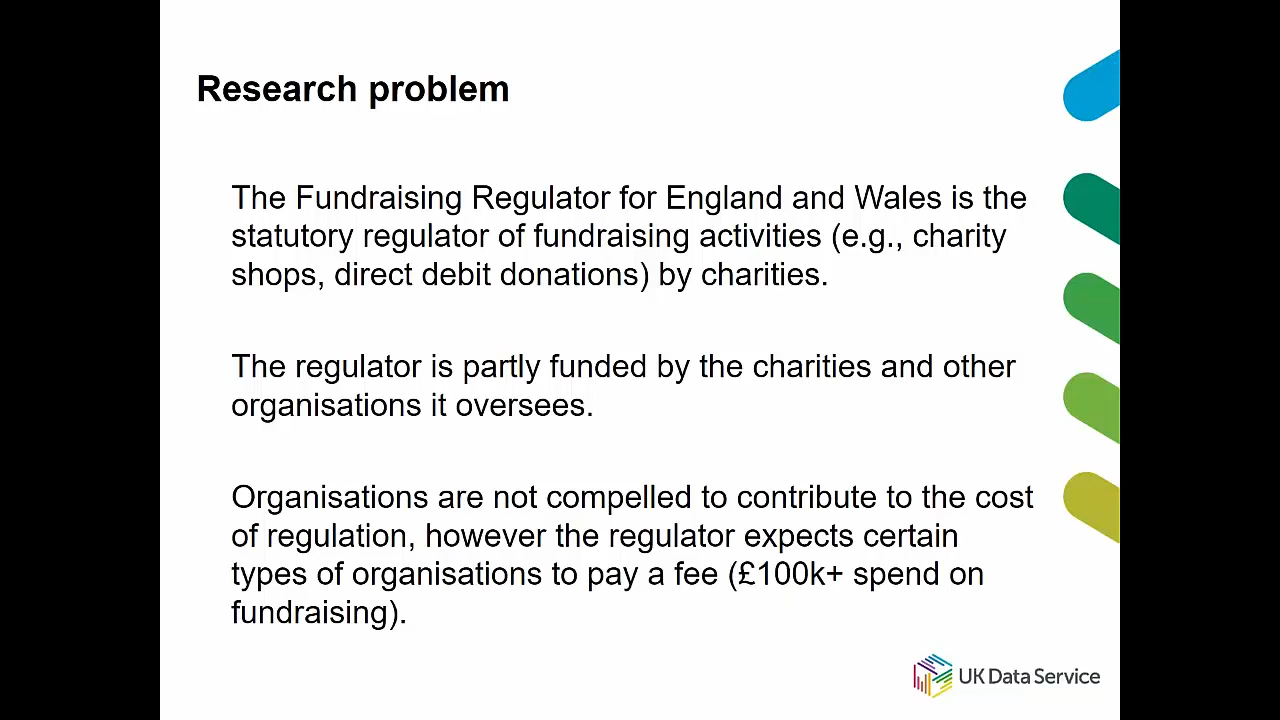 Research problem
The Fundraising Regulator for England and Wales is the
statutory regulator of fundraising activities (e.g., charity
shops, direct debit donations) by charities.
The regulator is partly funded by the charities and other
organisations it oversees.
Organisations are not compelled to contribute to the cost
of regulation, however the regulator expects certain
types of organisations to pay a fee (£100k+ spend on
fundraising).
UK Data Service